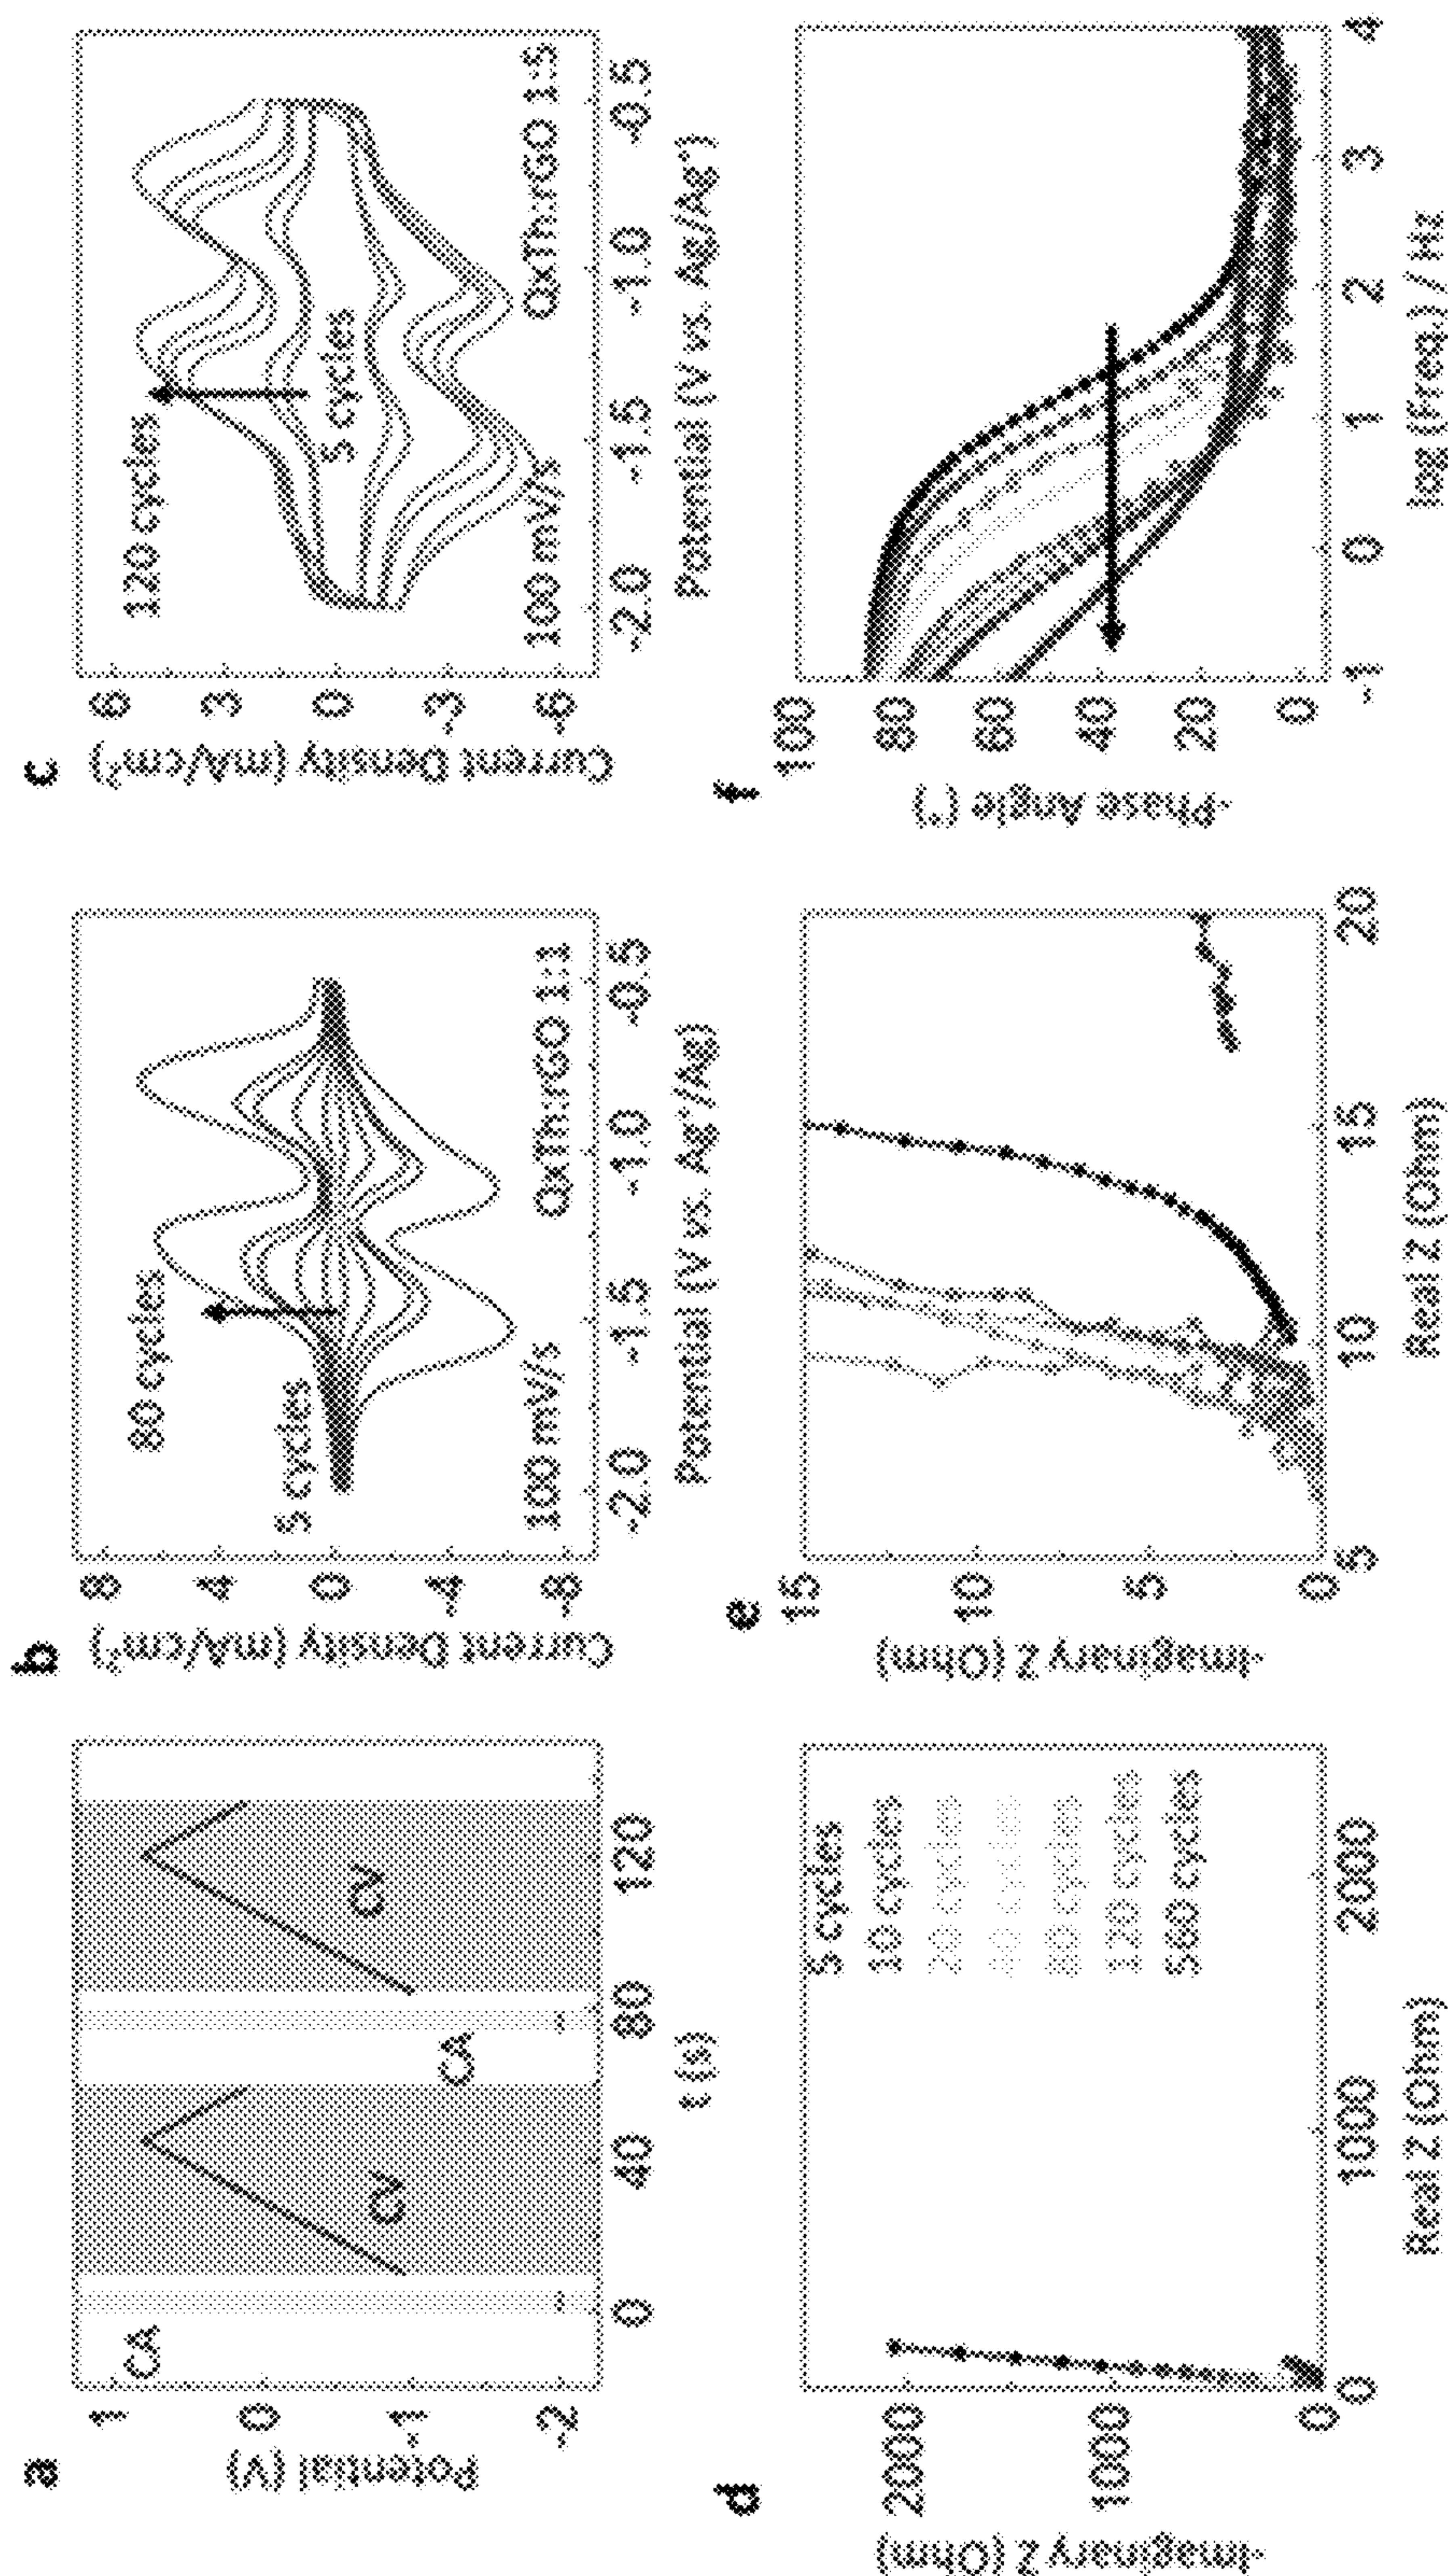 a
Potential (V)
1
0
-1
-2
CA
CV
CA
CV
0
40
80
120
t (s)
b
Current Density (mA/cm²)
8
4
0
-4
-8
80 cycles
5 cycles
100 mV/s
QxTh:rGO 1:1
-2.0
-1.5
-1.0
-0.5
Potential (V vs. Ag⁺/Ag)
c
Current Density (mA/cm²)
6
3
0
-3
-6
120 cycles
5 cycles
100 mV/s
QxTh:rGO 1:5
-2.0
-1.5
-1.0
-0.5
Potential (V vs. Ag/Ag⁺)
d
-Imaginary Z (Ohm)
2000
1000
0
5 cycles
10 cycles
20 cycles
40 cycles
80 cycles
120 cycles
560 cycles
0
1000
2000
Real Z (Ohm)
e
-Imaginary Z (Ohm)
15
10
5
0
5
10
15
20
Real Z (Ohm)
f
-Phase Angle (°)
100
80
60
40
20
0
-1
0
1
2
3
4
log (Freq.) / Hz